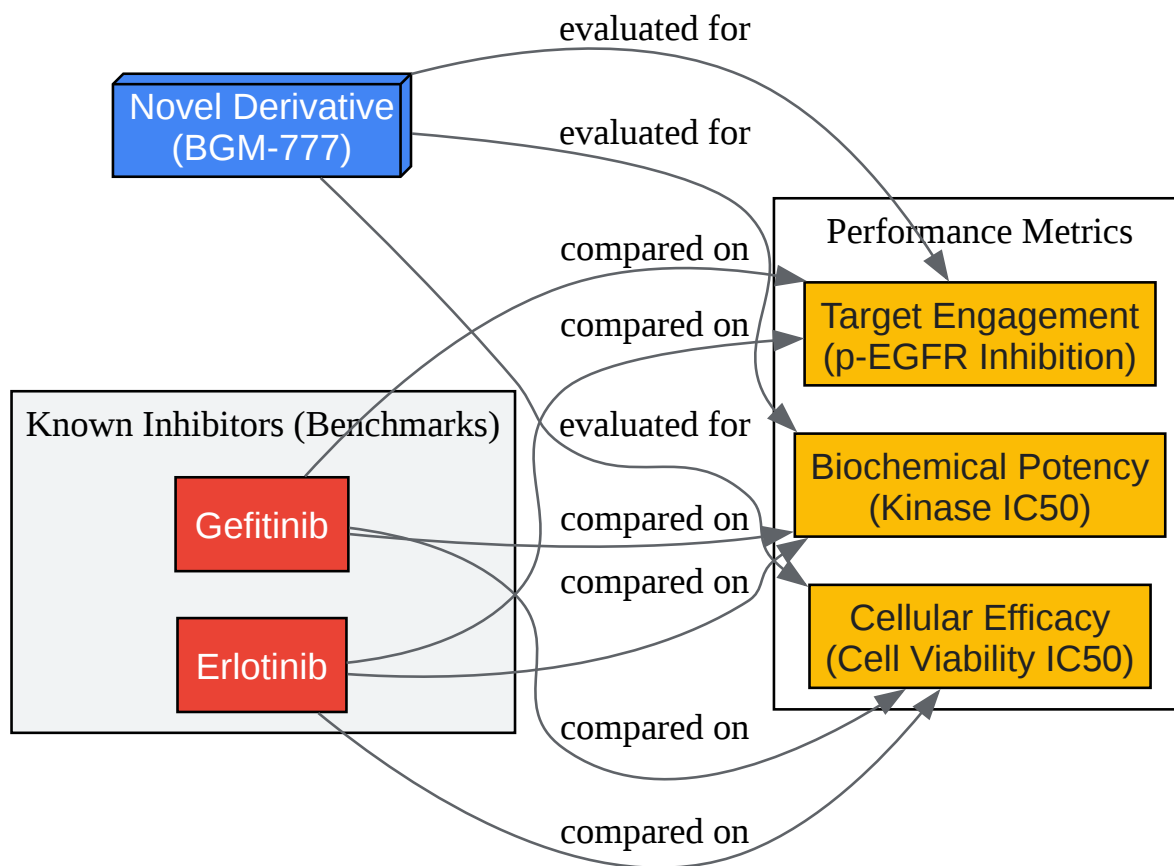 evaluated for
Novel Derivative
(BGM-777)
evaluated for
Performance Metrics
compared on
Target Engagement
(p-EGFR Inhibition)
compared on
Known Inhibitors (Benchmarks)
evaluated for
Biochemical Potency
(Kinase IC50)
Gefitinib
compared on
compared on
Cellular Efficacy
(Cell Viability IC50)
Erlotinib
compared on
compared on